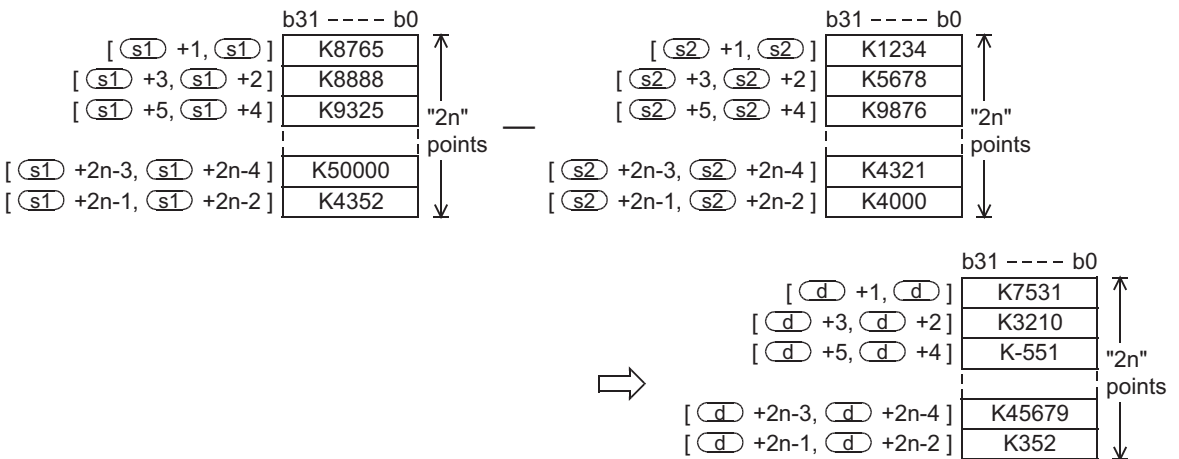 b31 ---- b0
[ s1 +1, s1 ] K8765
[ s1 +3, s1 +2 ] K8888
[ s1 +5, s1 +4 ] K9325
[ s1 +2n-3, s1 +2n-4 ] K50000
[ s1 +2n-1, s1 +2n-2 ] K4352
"2n"
points
—
b31 ---- b0
[ s2 +1, s2 ] K1234
[ s2 +3, s2 +2 ] K5678
[ s2 +5, s2 +4 ] K9876
[ s2 +2n-3, s2 +2n-4 ] K4321
[ s2 +2n-1, s2 +2n-2 ] K4000
"2n"
points
b31 ---- b0
[ d +1, d ] K7531
[ d +3, d +2 ] K3210
[ d +5, d +4 ] K-551
[ d +2n-3, d +2n-4 ] K45679
[ d +2n-1, d +2n-2 ] K352
"2n"
points